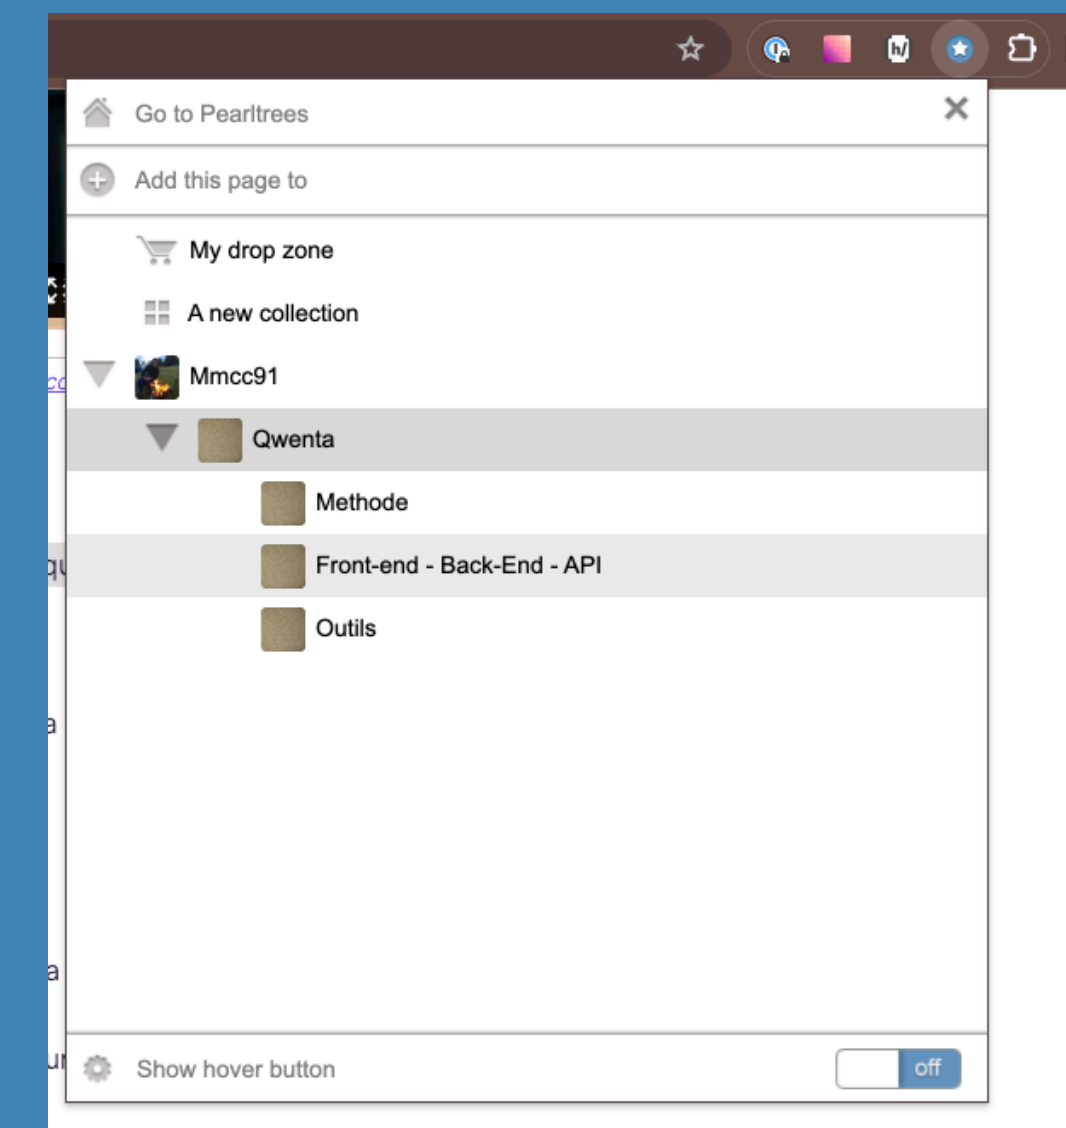 h/
Go to Pearltrees
Add this page to
My drop zone
A new collection
Mmcc91
Qwenta
Methode
Front-end - Back-End - API
Outils
Show hover button
off